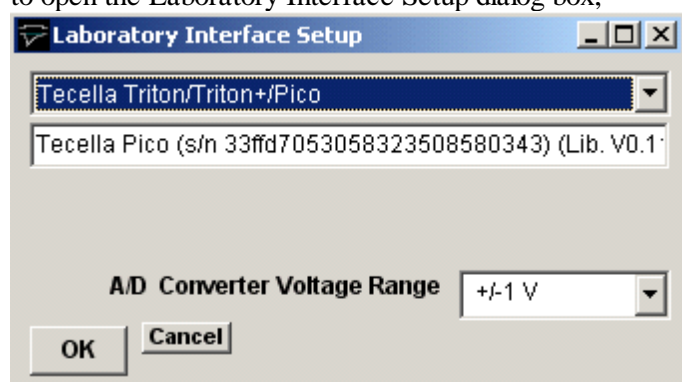 to open the Laboratory Interface Setup dialog box,
Laboratory Interface Setup
Tecella Triton/Triton+/Pico
Tecella Pico (s/n 33ffd7053058323508580343) (Lib. V0.1
A/D Converter Voltage Range
+/-1 V
OK
Cancel